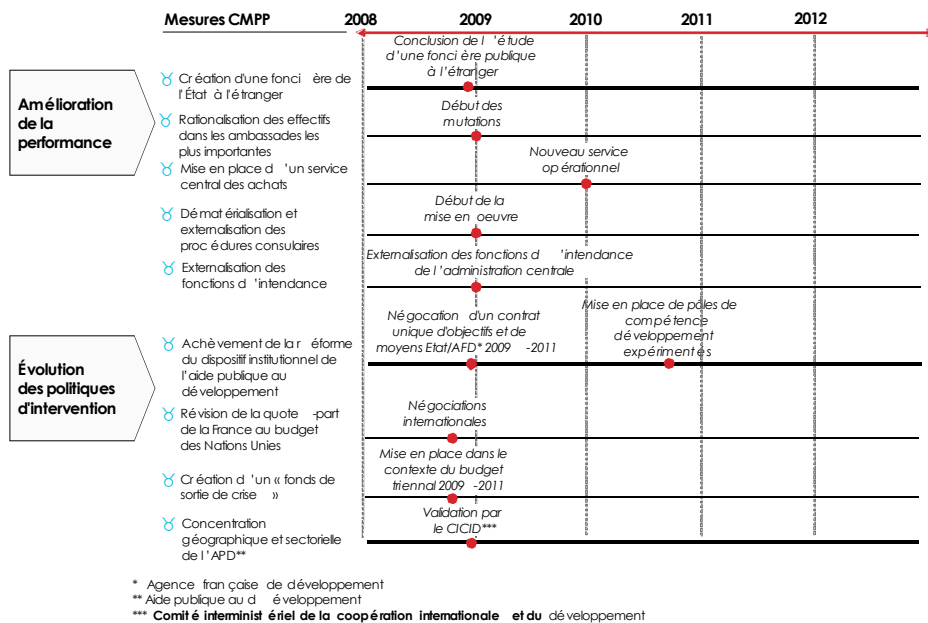 Mesures CMPP 2008 2009 2010 2011 2012
Amélioration
de la
performance
Création d'une foncière de
l'État à l'étranger
Conclusion de l'étude
d'une foncière publique
à l'étranger
Rationalisation des effectifs
dans les ambassades les
plus importantes
Début des
mutations
Mise en place d'un service
central des achats
Nouveau service
opérationnel
Dématérialisation et
externalisation des
procédures consulaires
Début de la
mise en oeuvre
Externalisation des
fonctions d'intendance
Externalisation des fonctions d'intendance
de l'administration centrale
Évolution
des politiques
d'intervention
Achèvement de la réforme
du dispositif institutionnel de
l'aide publique au
développement
Négocation d'un contrat
unique d'objectifs et de
moyens Etat/AFD* 2009 -2011
Mise en place de pôles de
compétence
développement
expérimentés
Révision de la quote -part
de la France au budget
des Nations Unies
Négociations
internationales
Création d'un « fonds de
sortie de crise »
Mise en place dans le
contexte du budget
triennal 2009 -2011
Concentration
géographique et sectorielle
de l'APD**
Validation par
le CICID***
* Agence française de développement
** Aide publique au développement
*** Comité interministériel de la coopération internationale et du développement